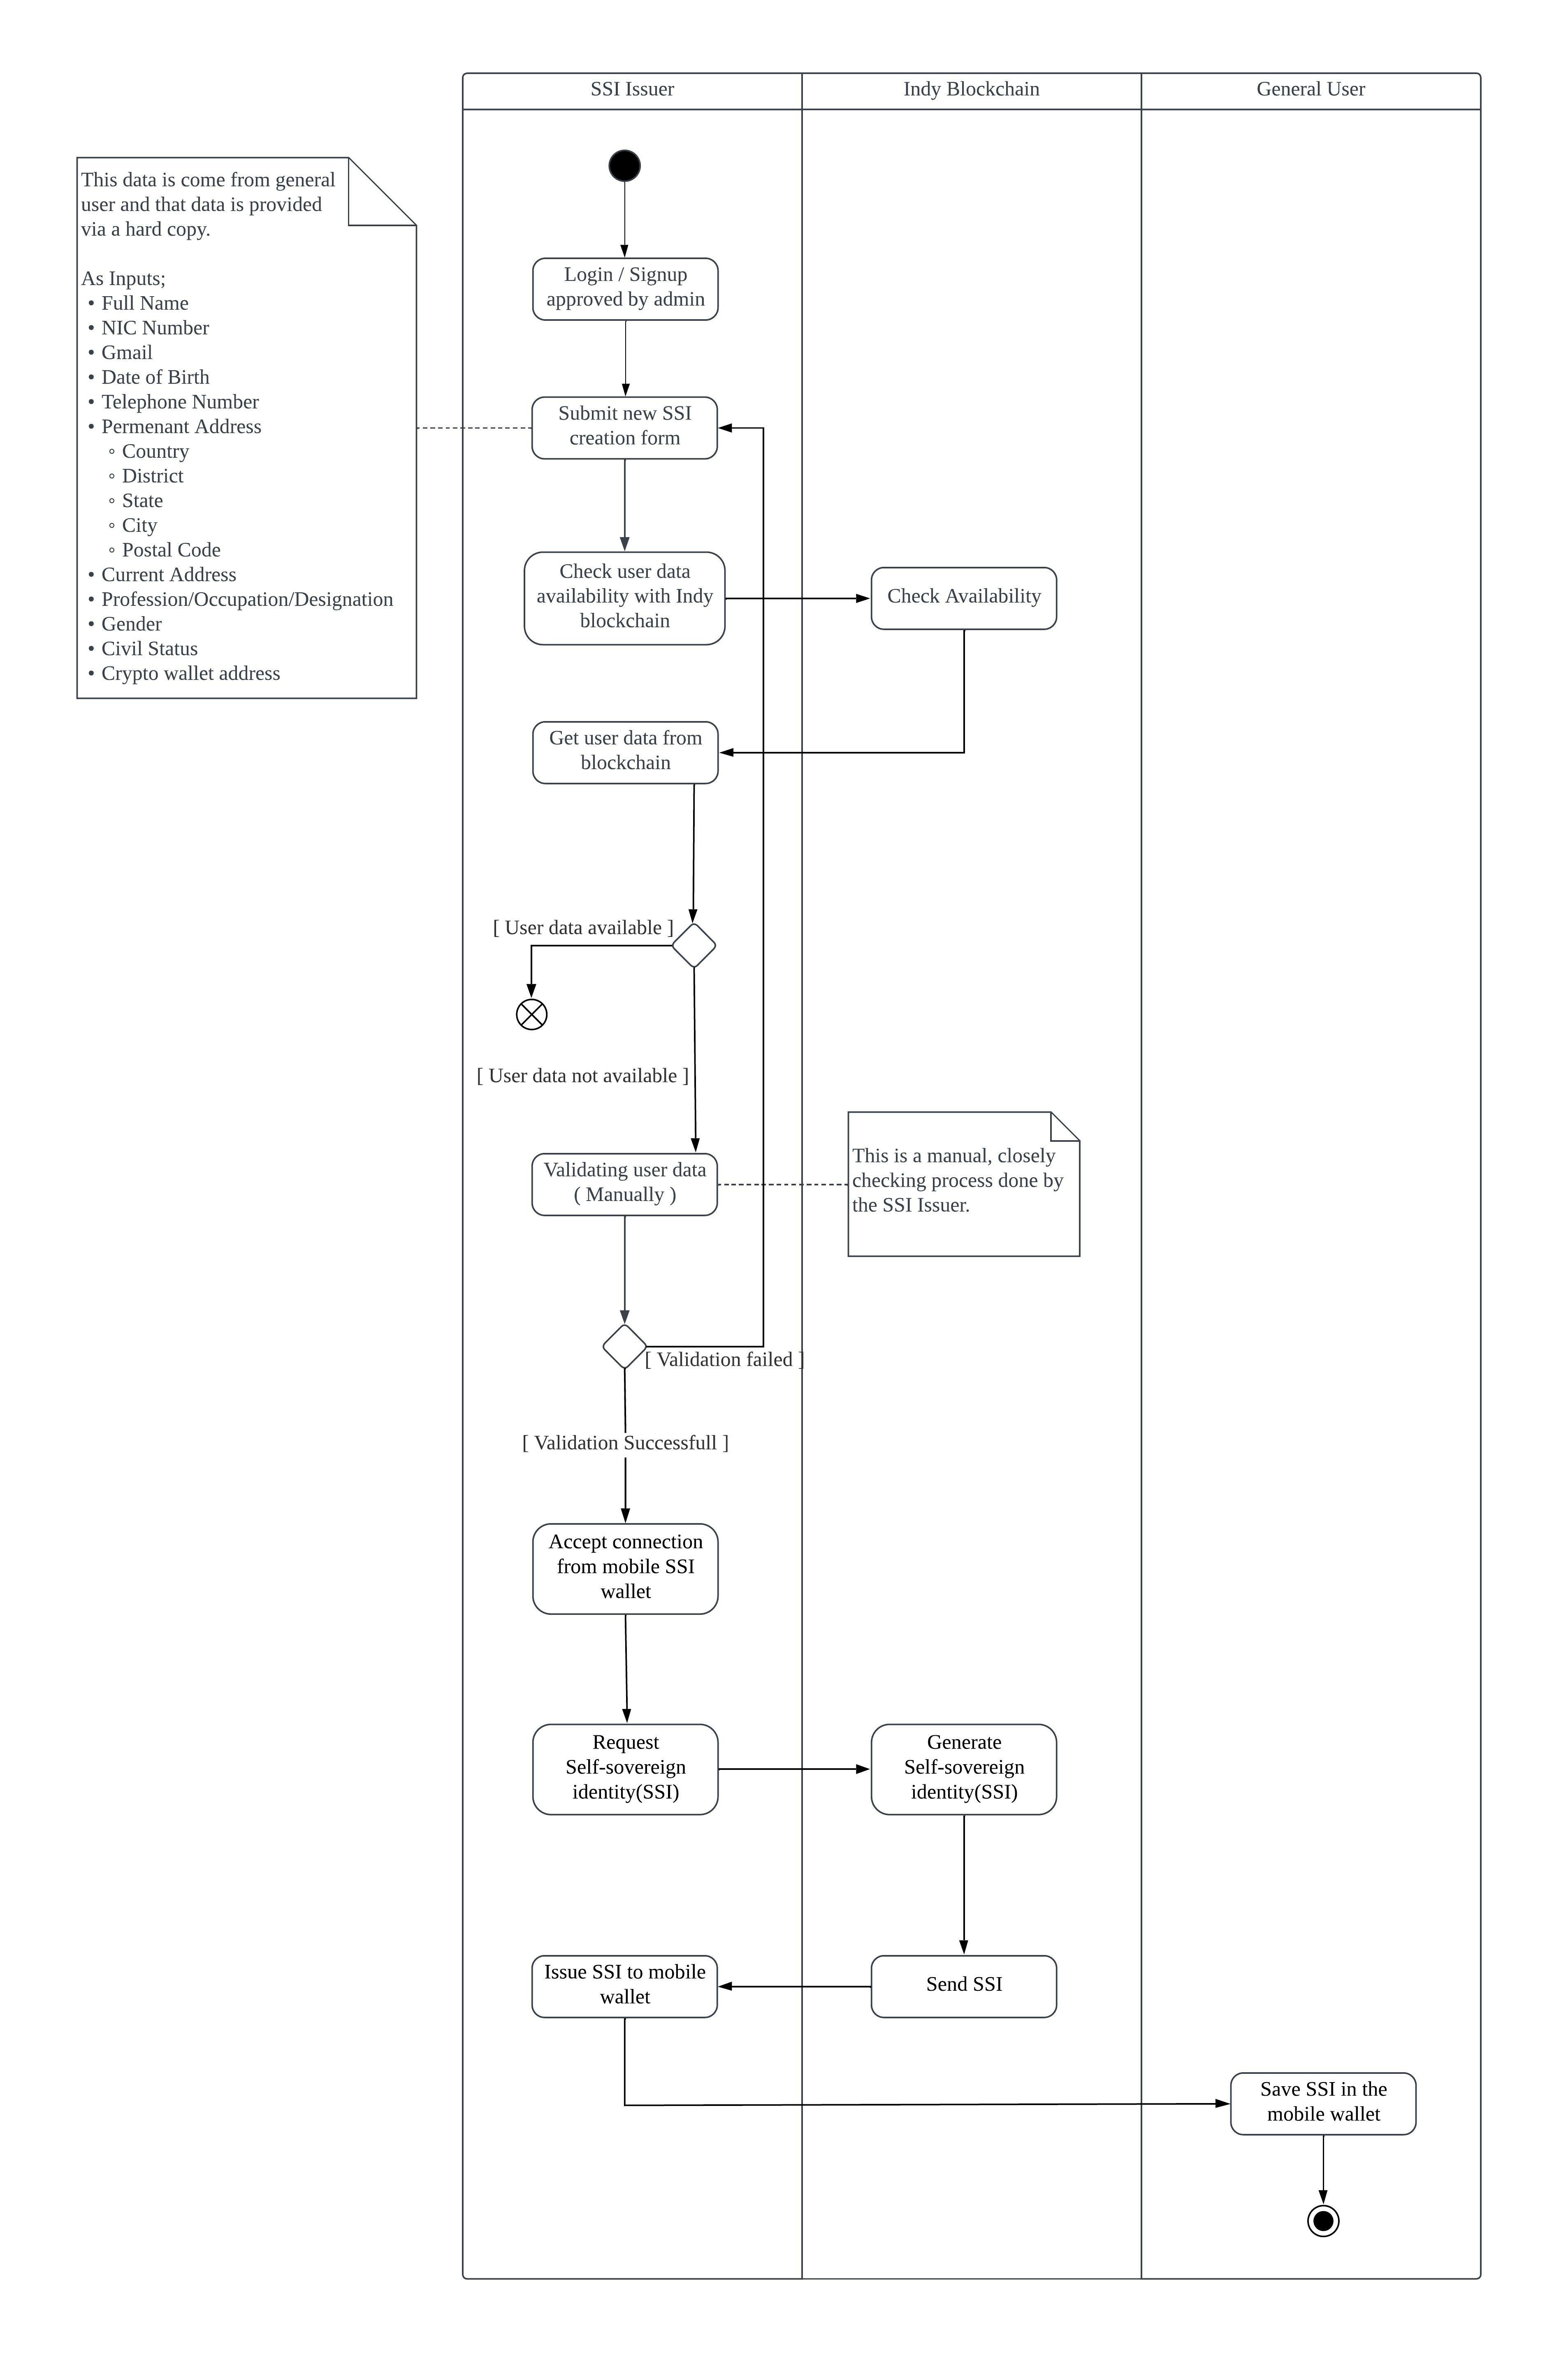 SSI Issuer
Indy Blockchain
General User
This data is come from general
user and that data is provided
via a hard copy.
As Inputs;
• Full Name
• NIC Number
• Gmail
• Date of Birth
• Telephone Number
• Permenant Address
◦ Country
◦ District
◦ State
◦ City
◦ Postal Code
• Current Address
• Profession/Occupation/Designation
• Gender
• Civil Status
• Crypto wallet address
Login / Signup
approved by admin
Submit new SSI
creation form
Check user data
availability with Indy
blockchain
Check Availability
Get user data from
blockchain
[ User data available ]
[ User data not available ]
Validating user data
( Manually )
This is a manual, closely
checking process done by
the SSI Issuer.
[ Validation failed ]
[ Validation Successfull ]
Accept connection
from mobile SSI
wallet
Request
Self-sovereign
identity(SSI)
Generate
Self-sovereign
identity(SSI)
Issue SSI to mobile
wallet
Send SSI
Save SSI in the
mobile wallet